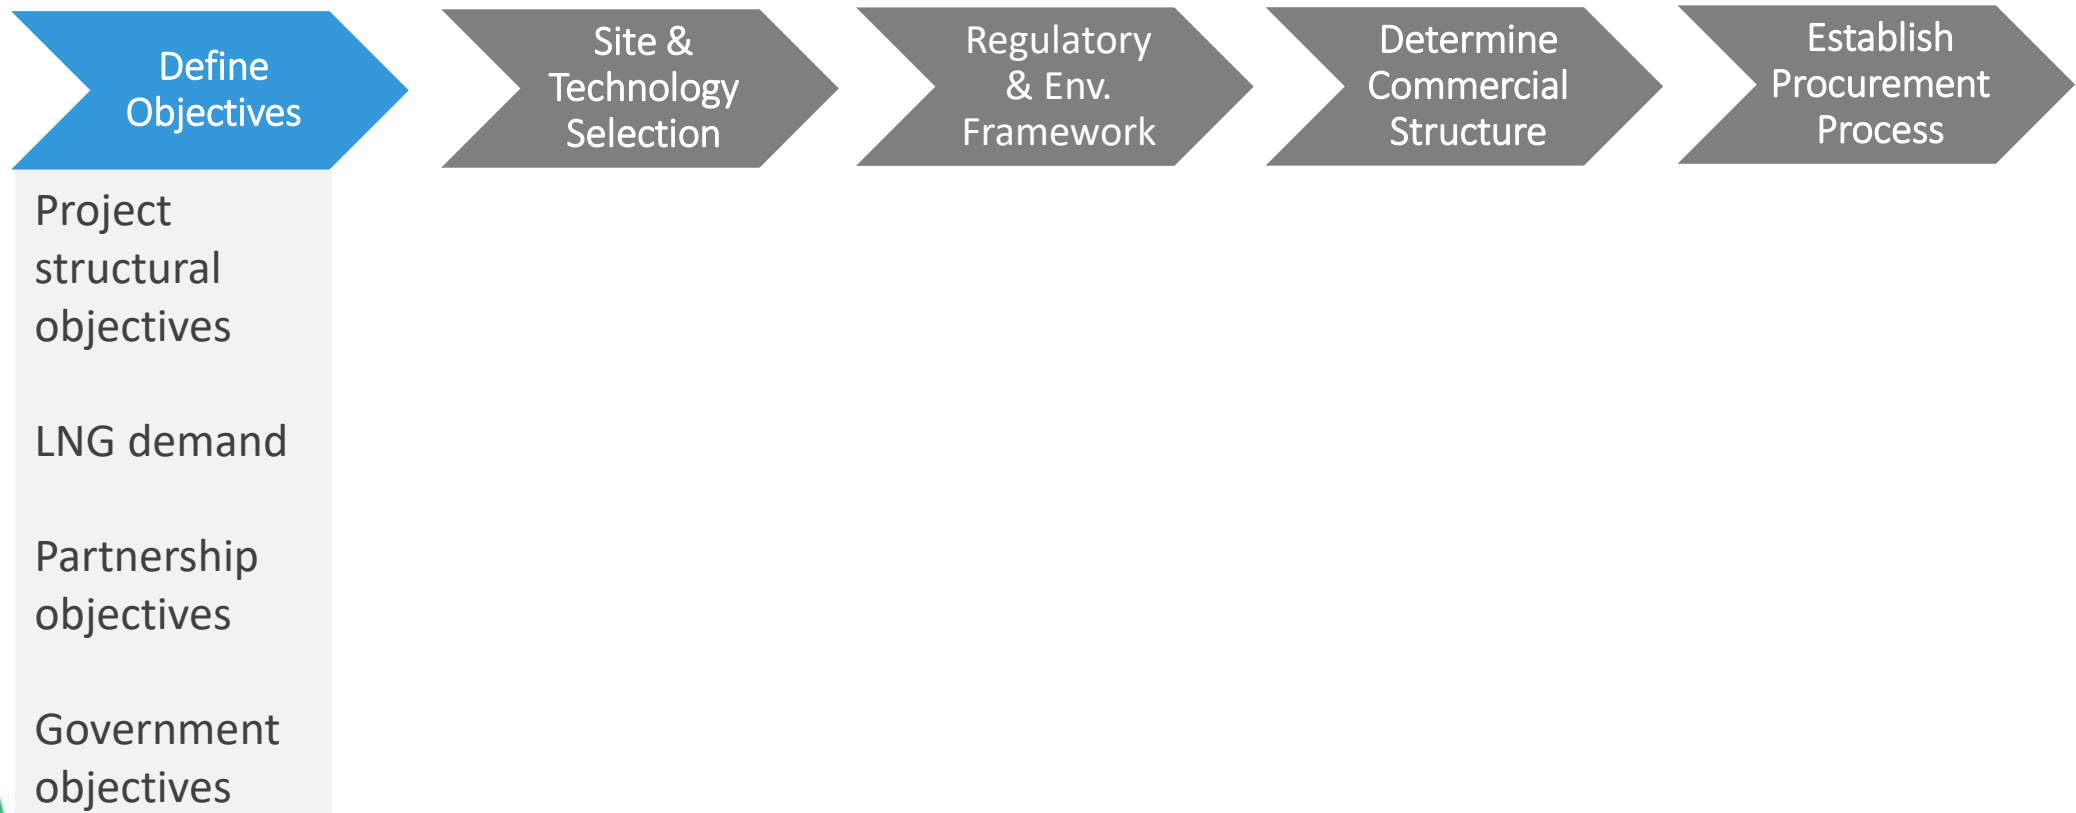 Define
Objectives
Site &
Technology
Selection
Regulatory
& Env.
Framework
Determine
Commercial
Structure
Establish
Procurement
Process
Project
structural
objectives
LNG demand
Partnership
objectives
Government
objectives